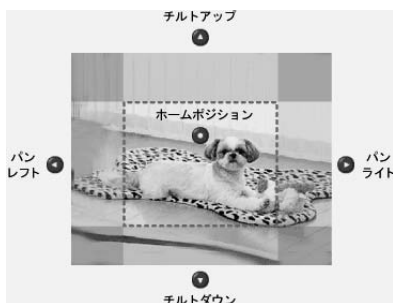 チルトアップ
ホームポジション
パン
レフト
パン
ライト
チルトダウン